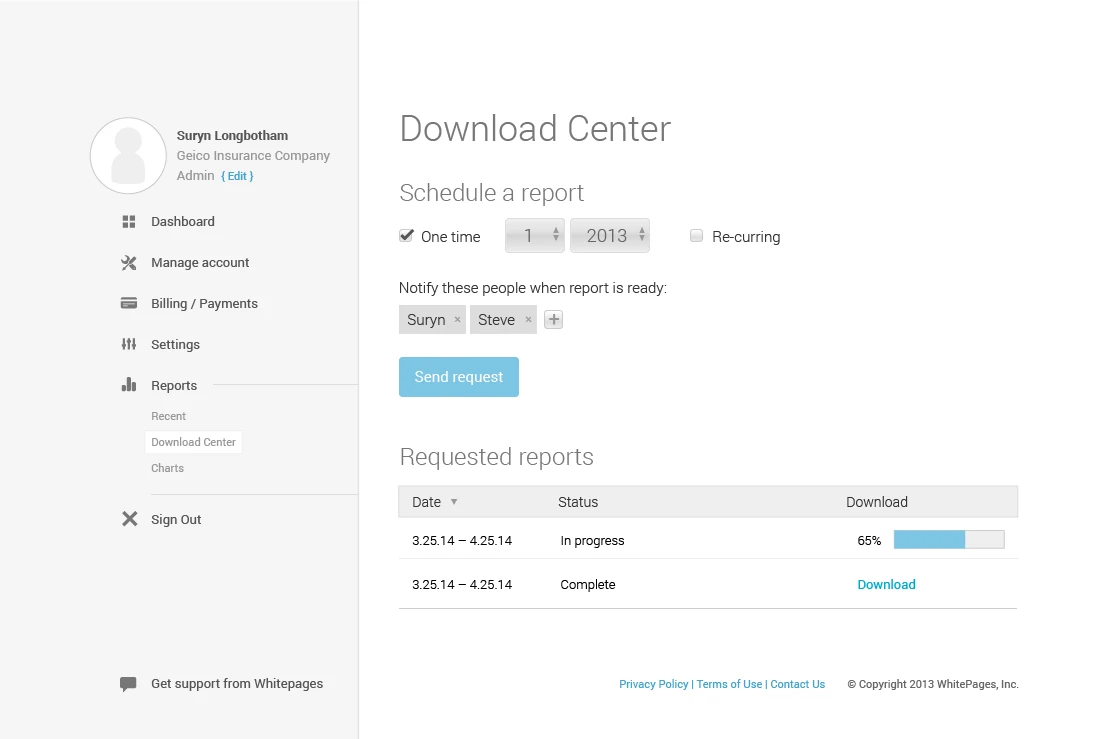 Suryn Longbotham
Geico Insurance Company
Admin { Edit }
Dashboard
Manage account
Billing / Payments
Settings
Reports
Recent
Download Center
Charts
Sign Out
Get support from Whitepages
Download Center
Schedule a report
One time 1 2013 Re-curring
Notify these people when report is ready:
Suryn × Steve × +
Send request
Requested reports
Date ▼ Status Download
3.25.14 – 4.25.14 In progress 65%
3.25.14 – 4.25.14 Complete Download
Privacy Policy | Terms of Use | Contact Us © Copyright 2013 WhitePages, Inc.